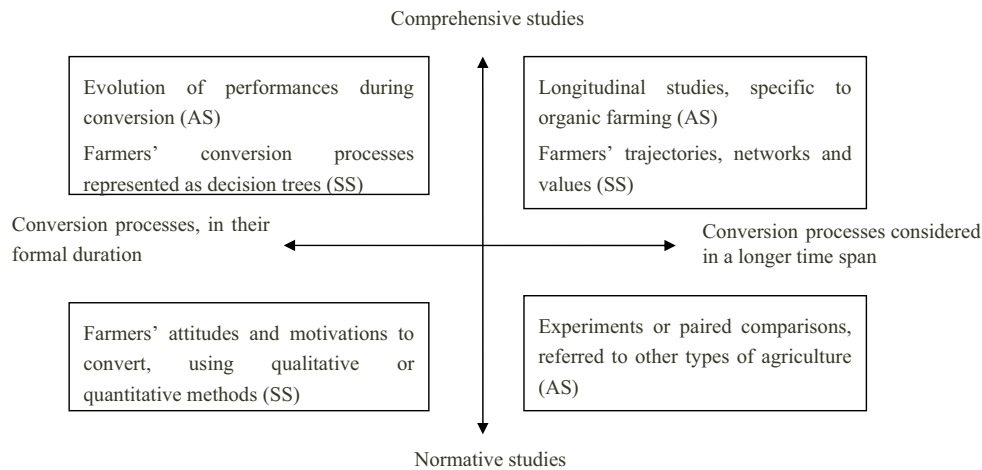 Comprehensive studies
Evolution of performances during
conversion (AS)
Farmers’ conversion processes
represented as decision trees (SS)
Longitudinal studies, specific to
organic farming (AS)
Farmers’ trajectories, networks and
values (SS)
Conversion processes, in their
formal duration
Conversion processes considered
in a longer time span
Farmers’ attitudes and motivations to
convert, using qualitative or
quantitative methods (SS)
Experiments or paired comparisons,
referred to other types of agriculture
(AS)
Normative studies